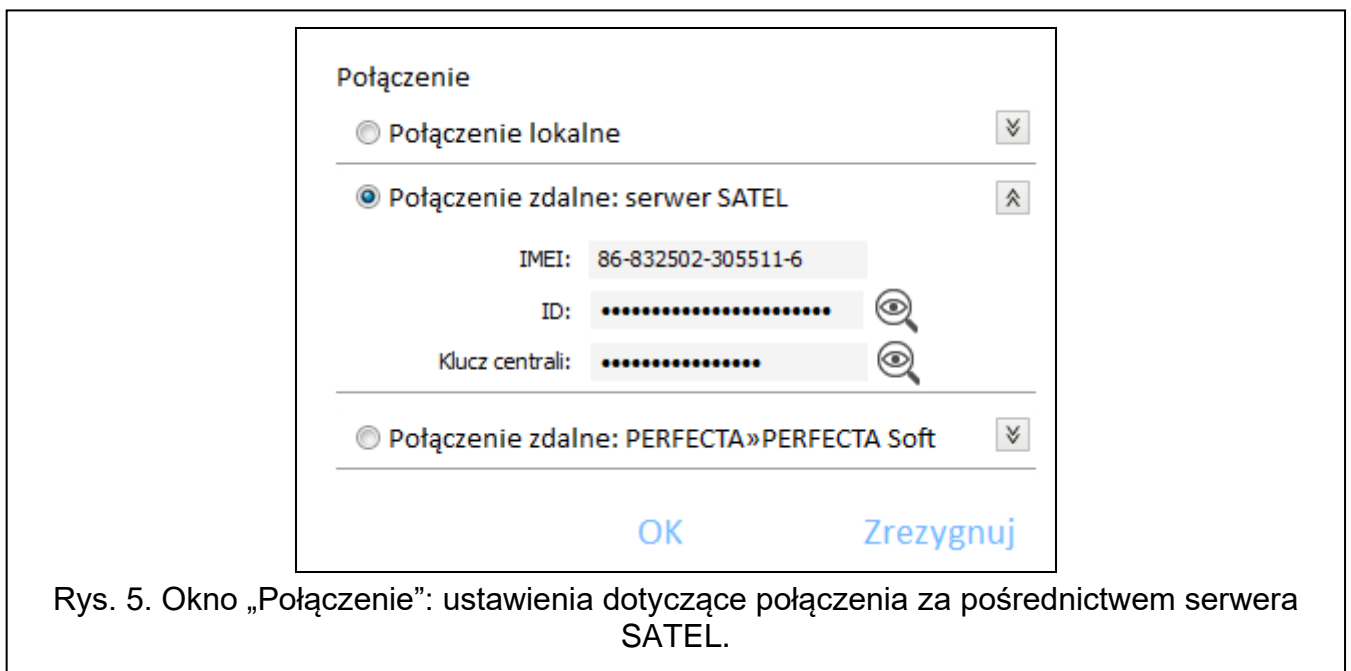 Połączenie
Połączenie lokalne
Połączenie zdalne: serwer SATEL
IMEI: 86-832502-305511-6
ID: •••••••••••••••••••••••
Klucz centrali: ••••••••••••••••
Połączenie zdalne: PERFECTA»PERFECTA Soft
OK Zrezygnuj
Rys. 5. Okno „Połączenie”: ustawienia dotyczące połączenia za pośrednictwem serwera
SATEL.